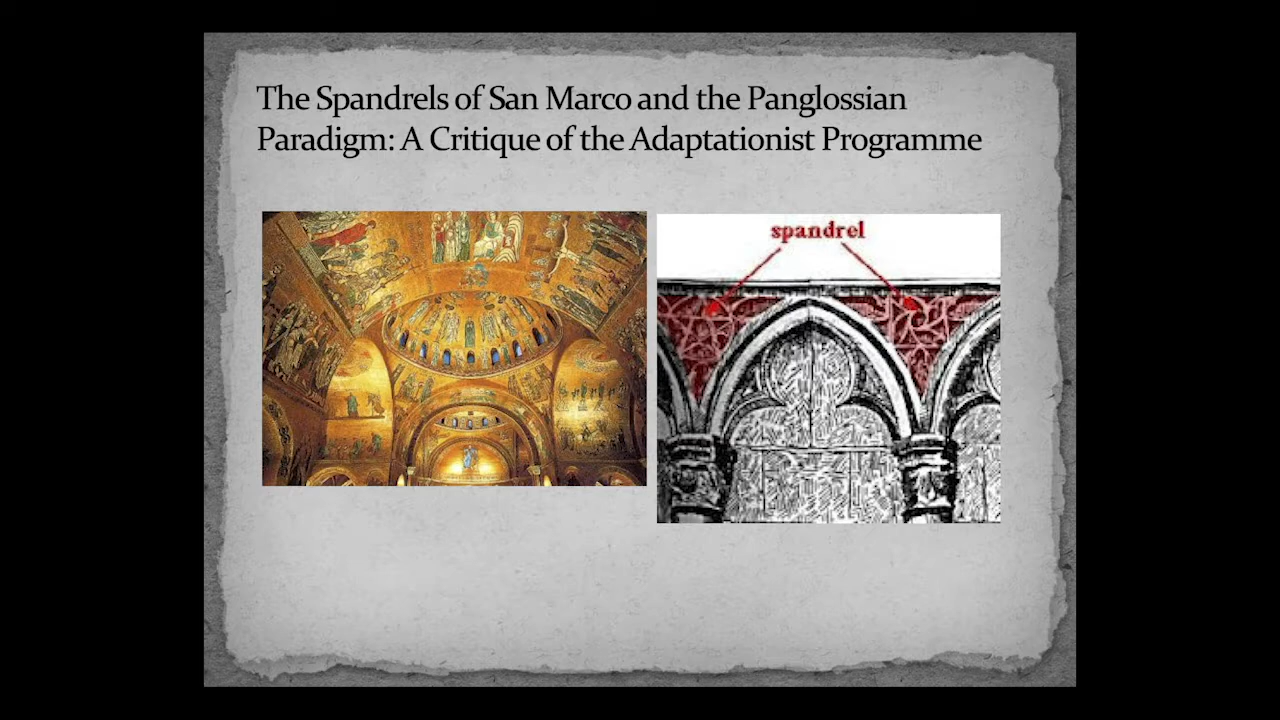 The Spandrels of San Marco and the Panglossian
Paradigm: A Critique of the Adaptationist Programme
spandrel